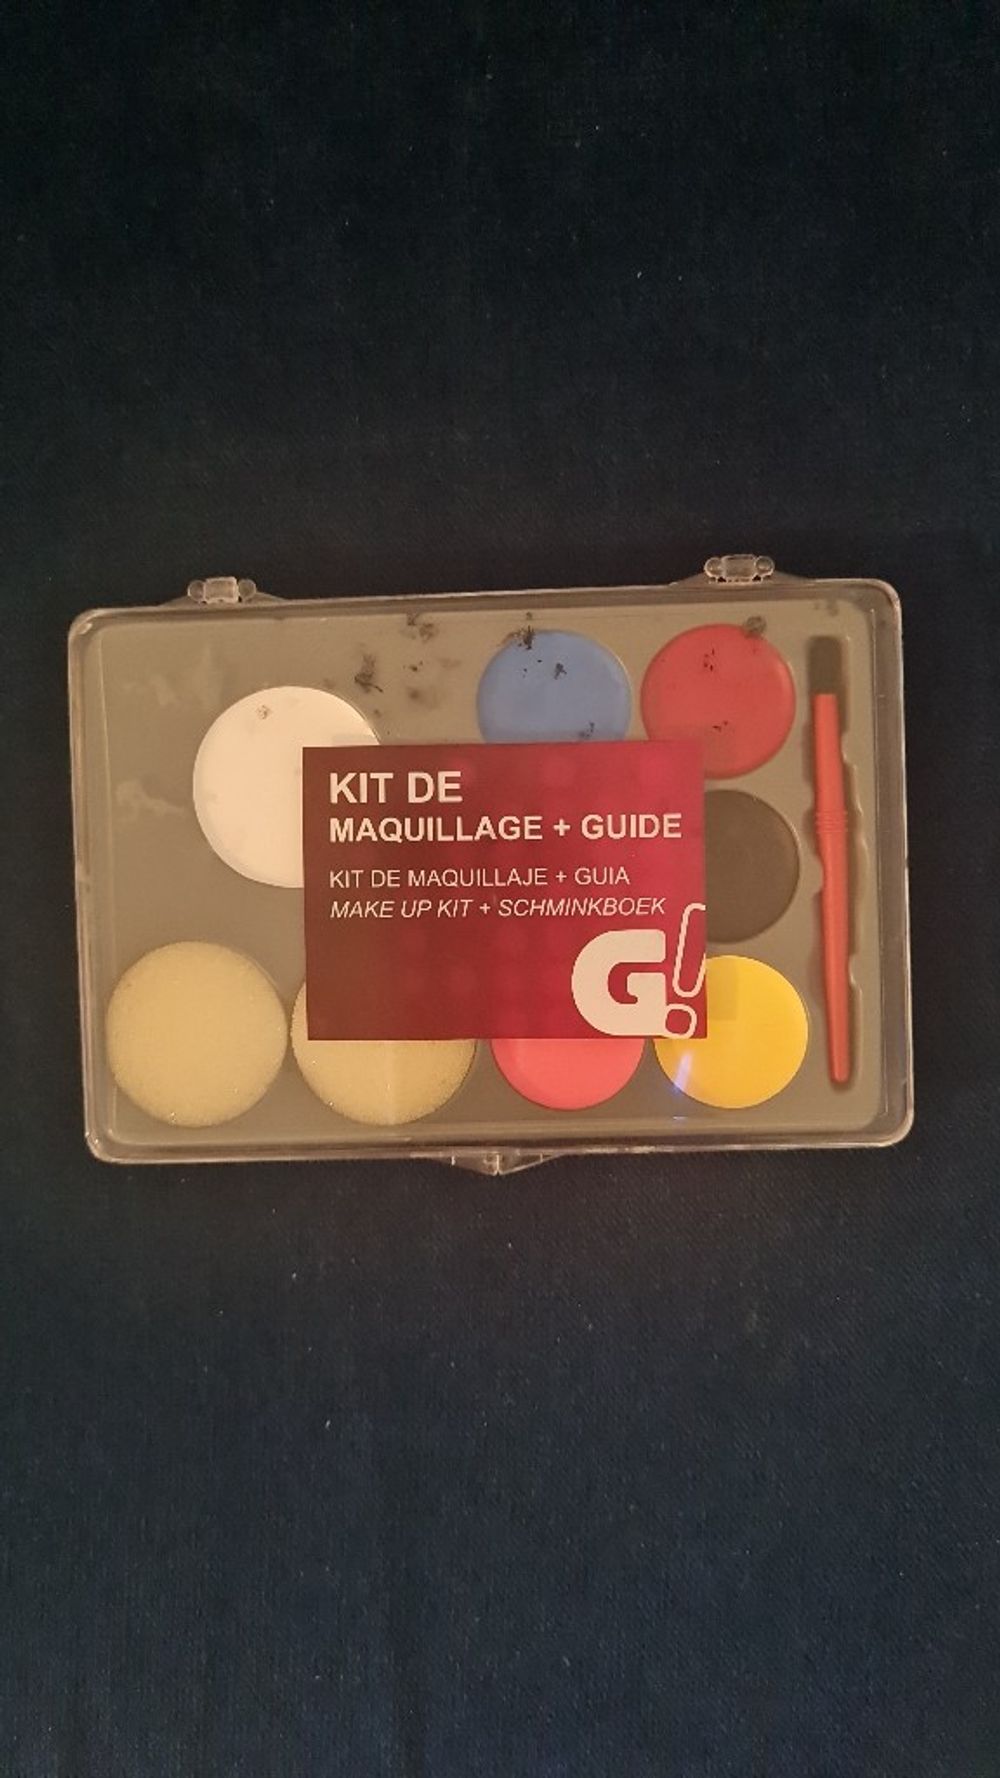 KIT DE
MAQUILLAGE + GUIDE
KIT DE MAQUILLAJE + GUIA
MAKE UP KIT + SCHMINKBOEK
G!